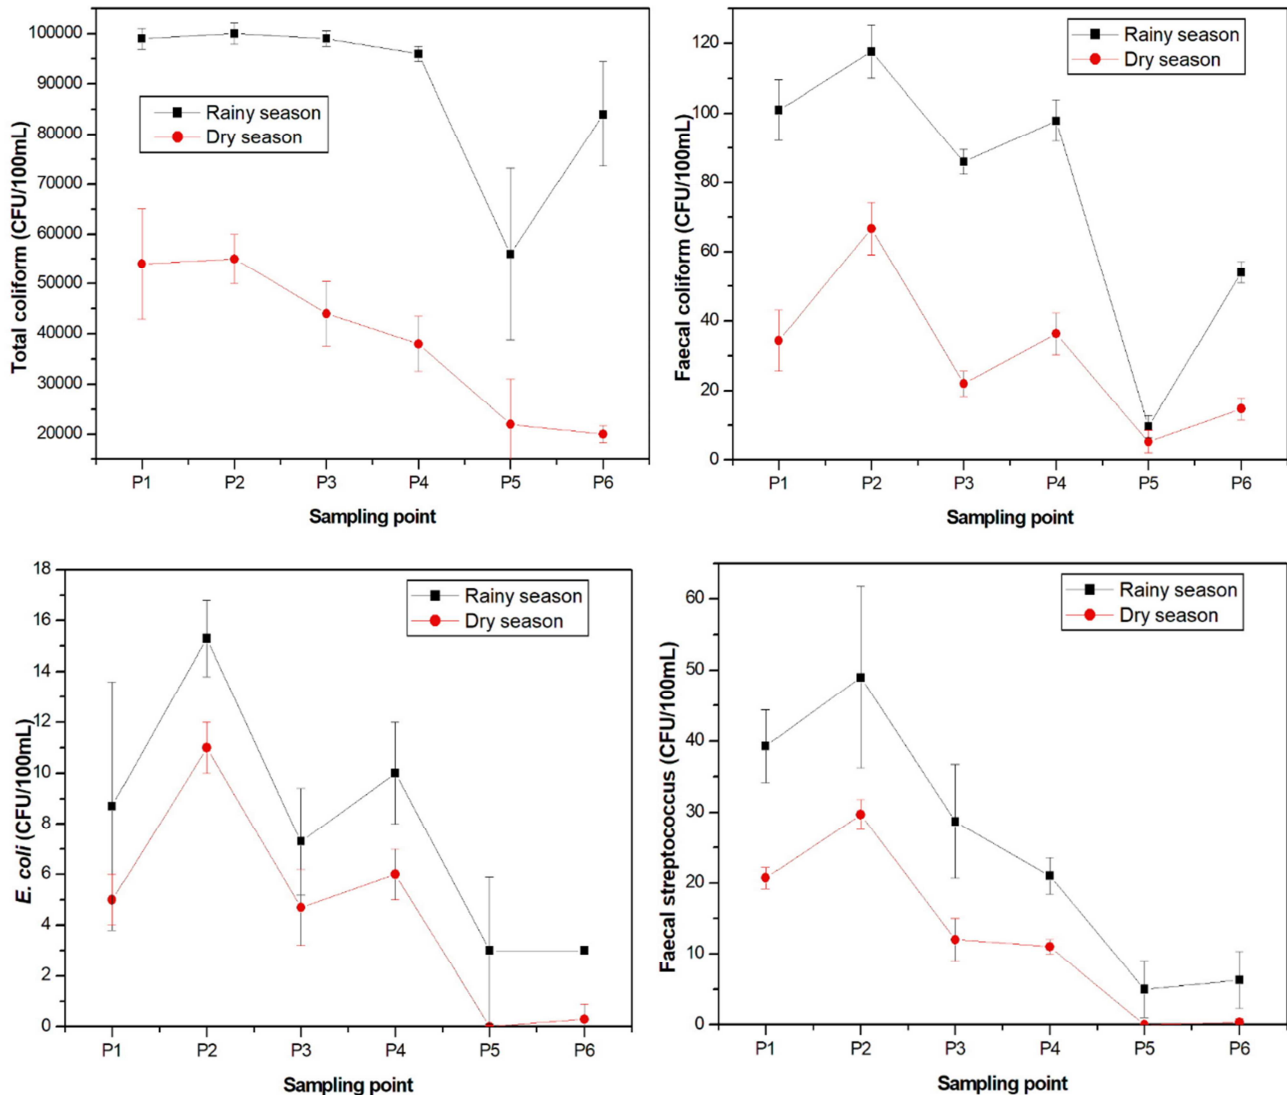 Total coliform (CFU/100mL)
100000
90000
80000
70000
60000
50000
40000
30000
20000
Rainy season
Dry season
P1 P2 P3 P4 P5 P6
Sampling point
Faecal coliform (CFU/100mL)
120
100
80
60
40
20
0
Rainy season
Dry season
P1 P2 P3 P4 P5 P6
Sampling point
E. coli (CFU/100mL)
18
16
14
12
10
8
6
4
2
0
Rainy season
Dry season
P1 P2 P3 P4 P5 P6
Sampling point
Faecal streptococcus (CFU/100mL)
60
50
40
30
20
10
0
Rainy season
Dry season
P1 P2 P3 P4 P5 P6
Sampling point